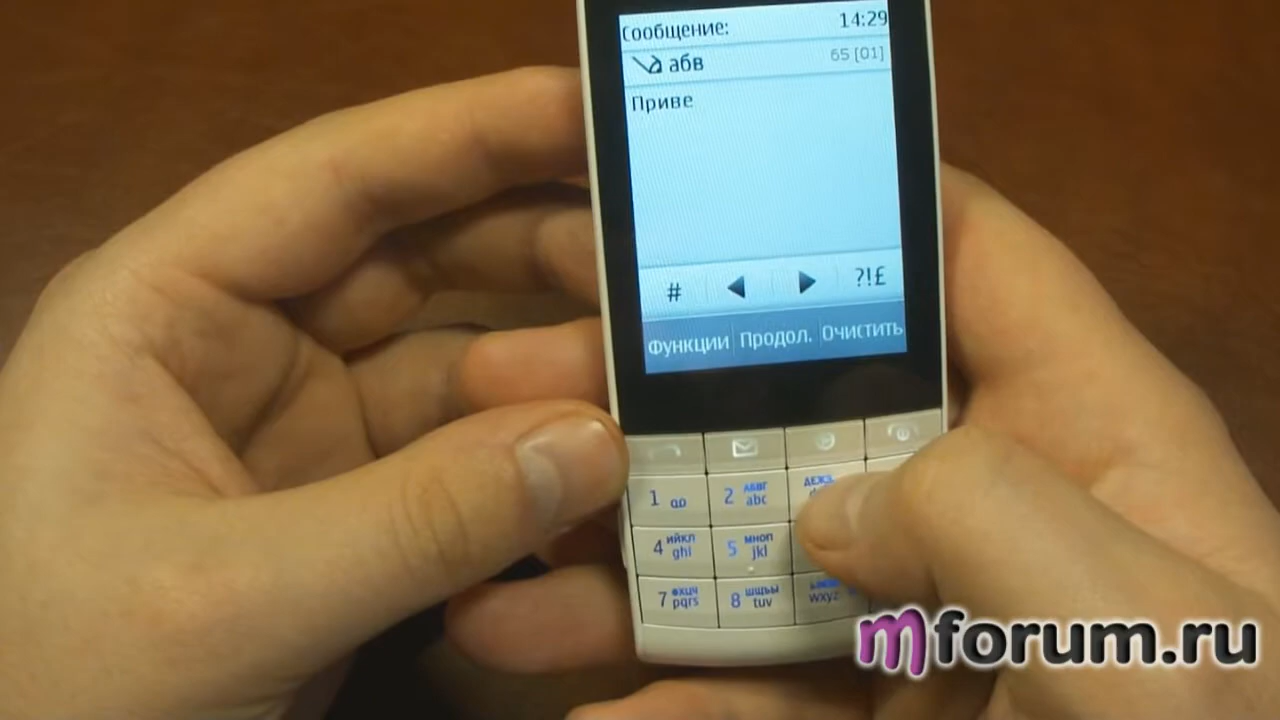 Сообщение: 14:29
абв 65 [01]
Приве
# ?!£
Функции Продол. Очистить
1
2 абвг abc
дежз
4 ийкл ghi
5 мноп jkl
7 фхцч pqrs
8 шщъы tuv
wxyz
mforum.ru